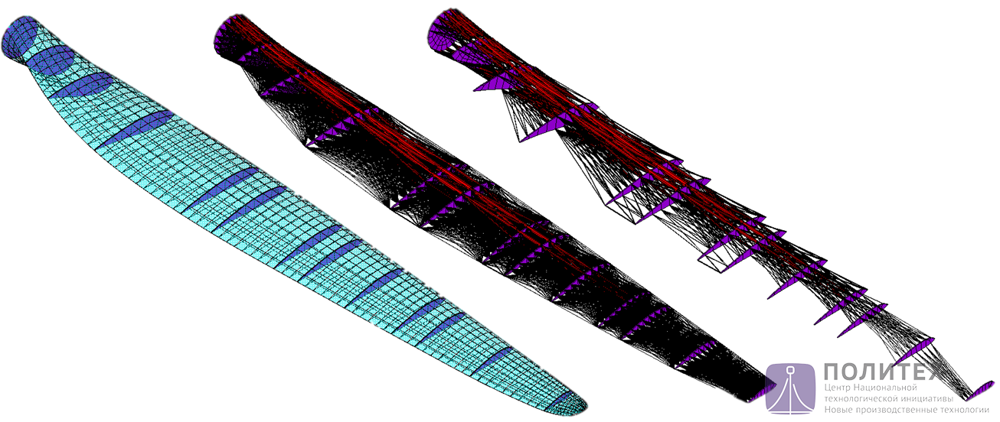 ПОЛИТЕХ
Центр Национальной
технологической инициативы
Новые производственные технологии